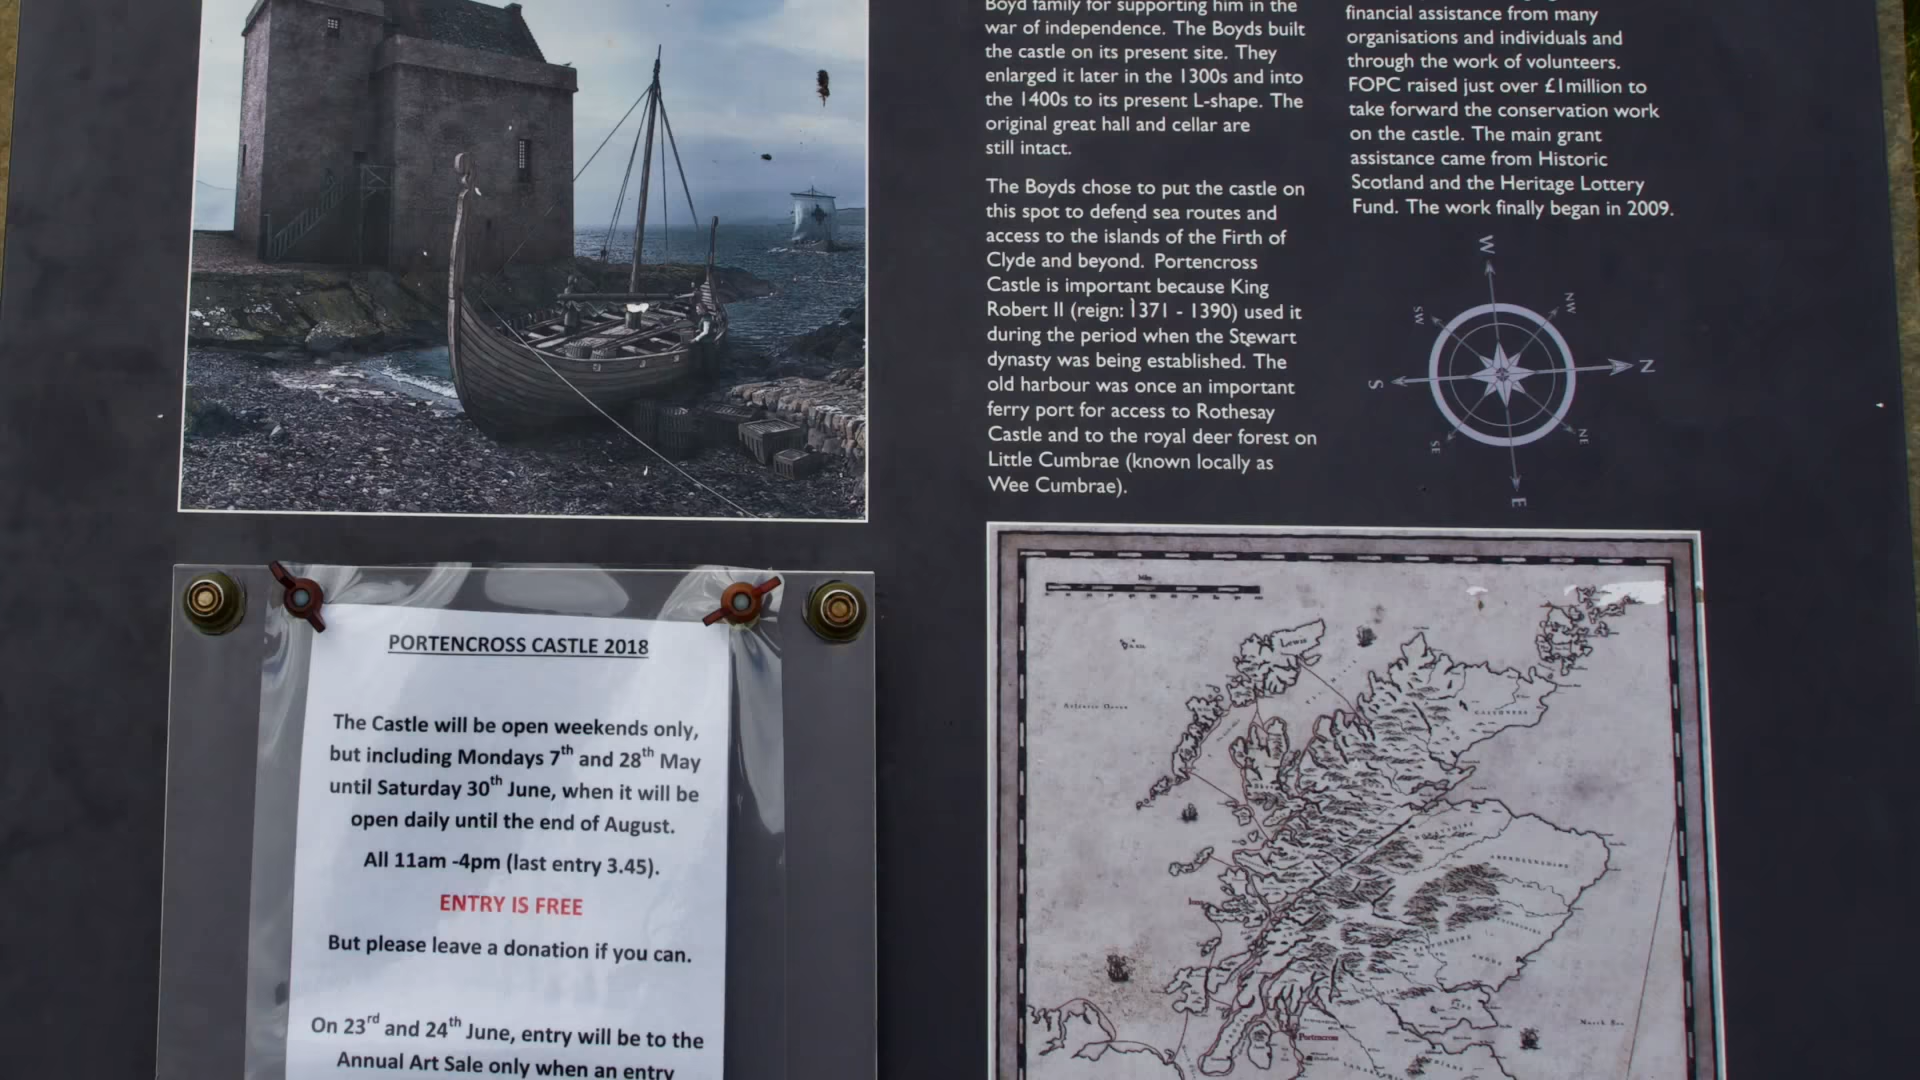 Boyd family for supporting him in the
war of independence. The Boyds built
the castle on its present site. They
enlarged it later in the 1300s and into
the 1400s to its present L-shape. The
original great hall and cellar are
still intact.
The Boyds chose to put the castle on
this spot to defend sea routes and
access to the islands of the Firth of
Clyde and beyond. Portencross
Castle is important because King
Robert II (reign: 1371 - 1390) used it
during the period when the Stewart
dynasty was being established. The
old harbour was once an important
ferry port for access to Rothesay
Castle and to the royal deer forest on
Little Cumbrae (known locally as
Wee Cumbrae).
financial assistance from many
organisations and individuals and
through the work of volunteers.
FOPC raised just over £1million to
take forward the conservation work
on the castle. The main grant
assistance came from Historic
Scotland and the Heritage Lottery
Fund. The work finally began in 2009.
W
NW
SW
N
S
NE
SE
E
PORTENCROSS CASTLE 2018
The Castle will be open weekends only,
but including Mondays 7th and 28th May
until Saturday 30th June, when it will be
open daily until the end of August.
All 11am -4pm (last entry 3.45).
ENTRY IS FREE
But please leave a donation if you can.
On 23rd and 24th June, entry will be to the
Annual Art Sale only when an entry
Lewis
Atlantic Ocean
CAITHNESS
ABERDEENSHIRE
PERTHSHIRE
ANGUS
Iona
North Sea
Portencross